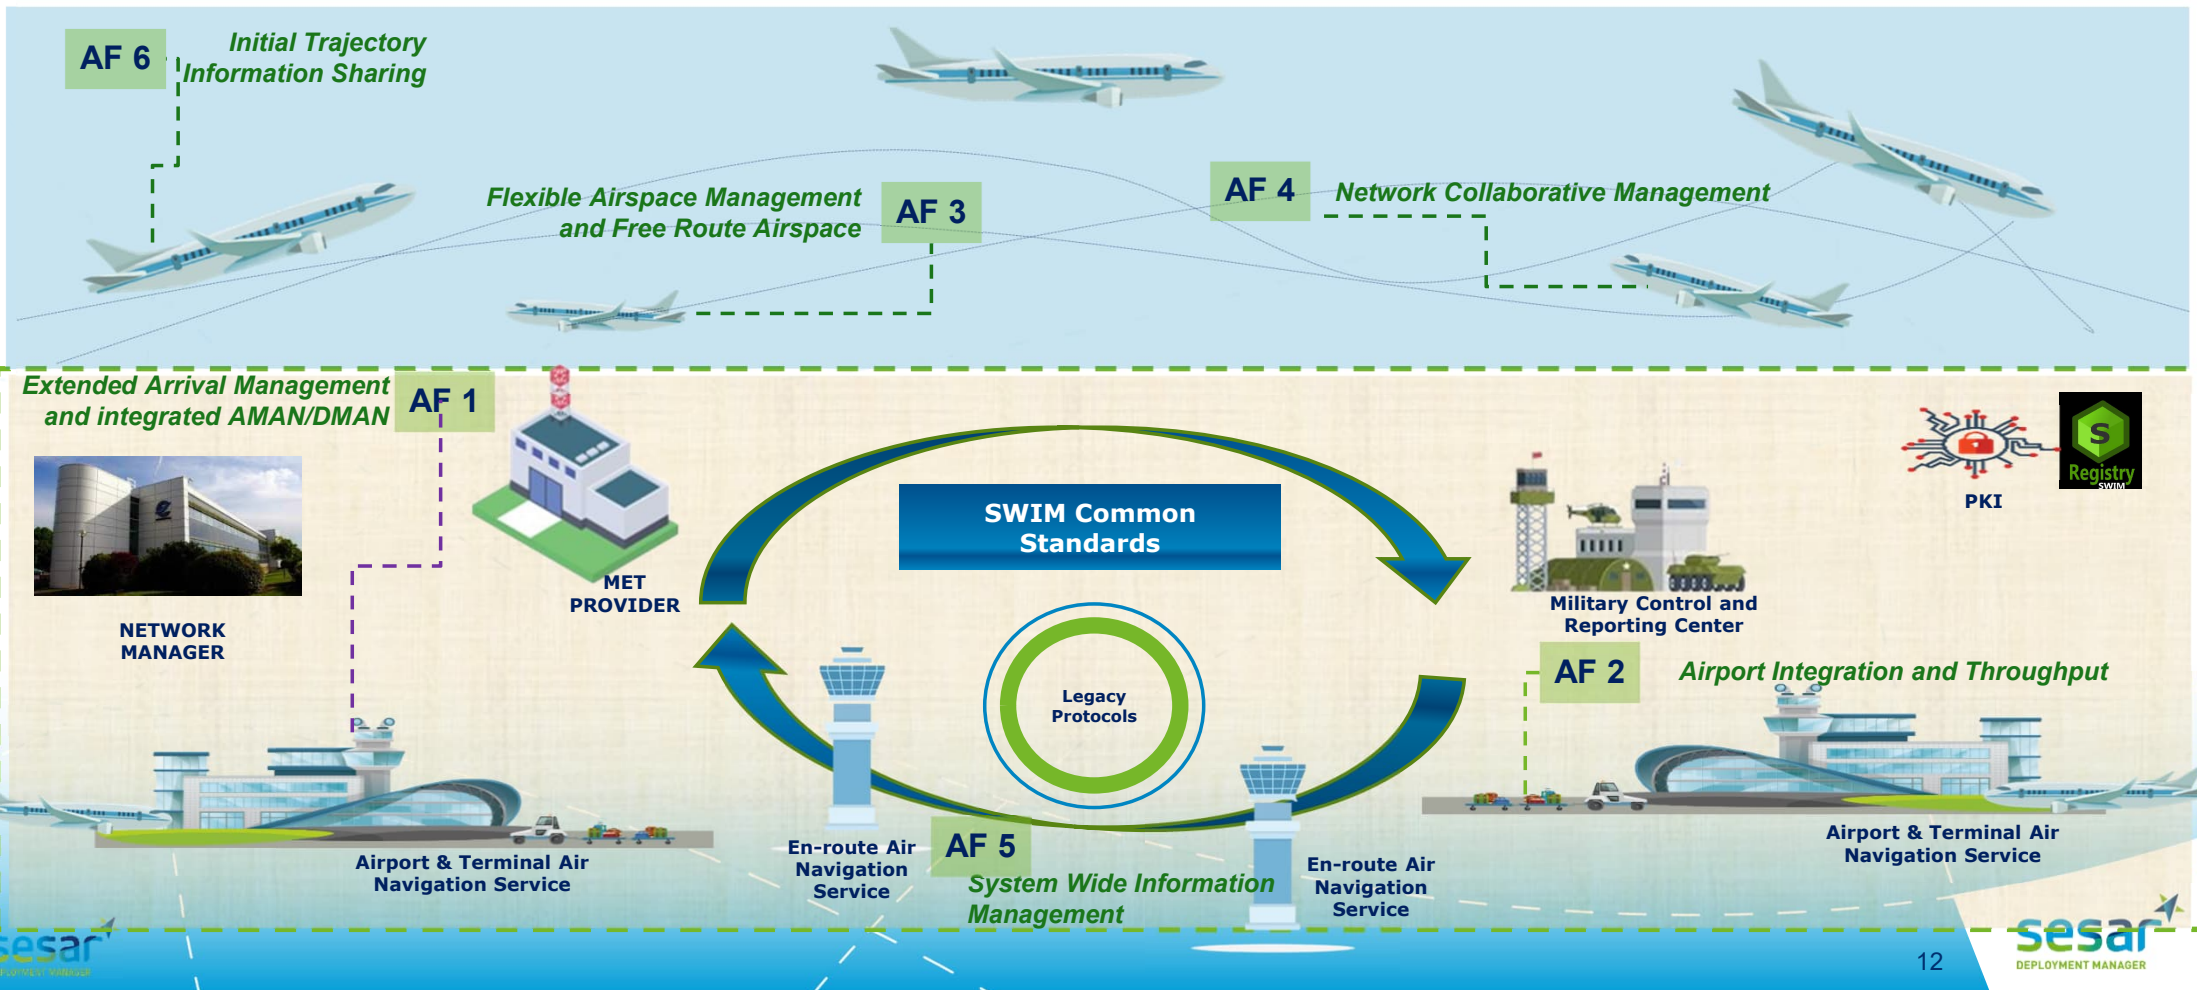 AF 6
Initial Trajectory
Information Sharing
Flexible Airspace Management
and Free Route Airspace
AF 3
AF 4
Network Collaborative Management
Extended Arrival Management
and integrated AMAN/DMAN
AF 1
NETWORK
MANAGER
MET
PROVIDER
SWIM Common
Standards
Legacy
Protocols
PKI
S
Registry
SWIM
Military Control and
Reporting Center
AF 2
Airport Integration and Throughput
Airport & Terminal Air
Navigation Service
En-route Air
Navigation
Service
AF 5
System Wide Information
Management
En-route Air
Navigation
Service
Airport & Terminal Air
Navigation Service
sesar
DEPLOYMENT MANAGER
12
sesar
DEPLOYMENT MANAGER